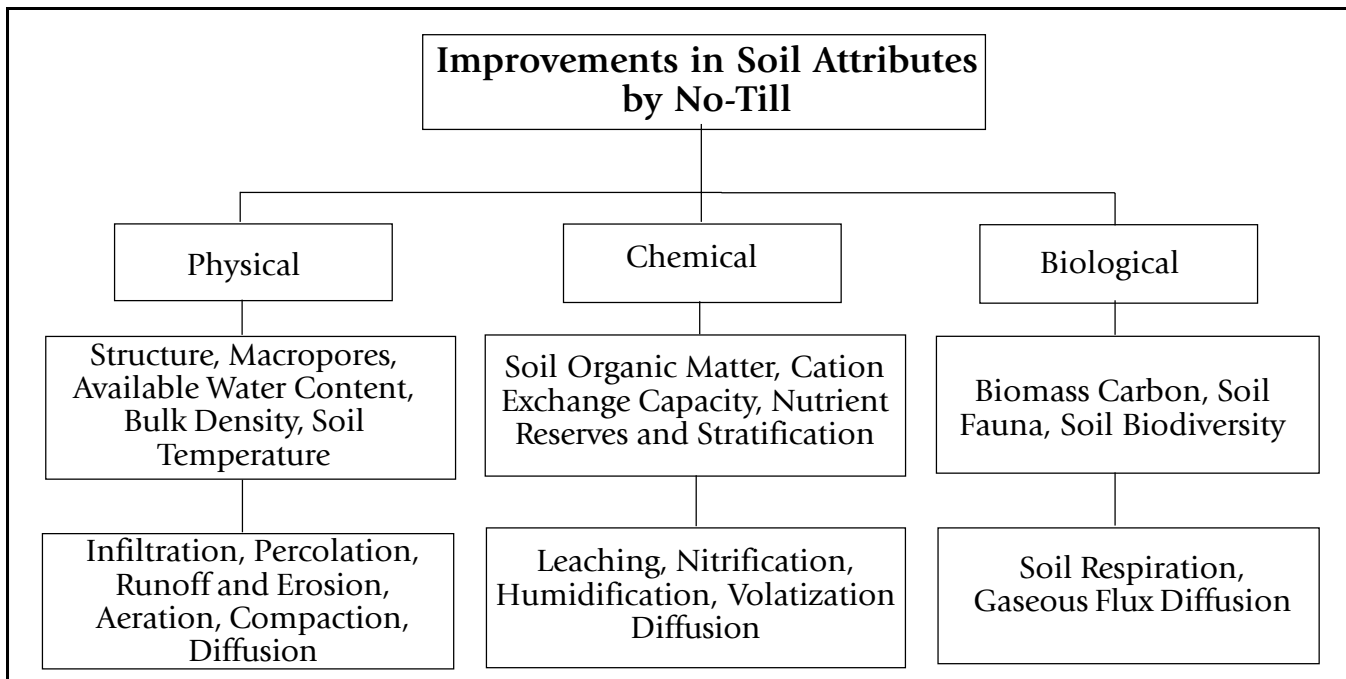 Improvements in Soil Attributes
by No-Till
Physical
Chemical
Biological
Structure, Macropores,
Available Water Content,
Bulk Density, Soil
Temperature
Soil Organic Matter, Cation
Exchange Capacity, Nutrient
Reserves and Stratification
Biomass Carbon, Soil
Fauna, Soil Biodiversity
Infiltration, Percolation,
Runoff and Erosion,
Aeration, Compaction,
Diffusion
Leaching, Nitrification,
Humidification, Volatization
Diffusion
Soil Respiration,
Gaseous Flux Diffusion